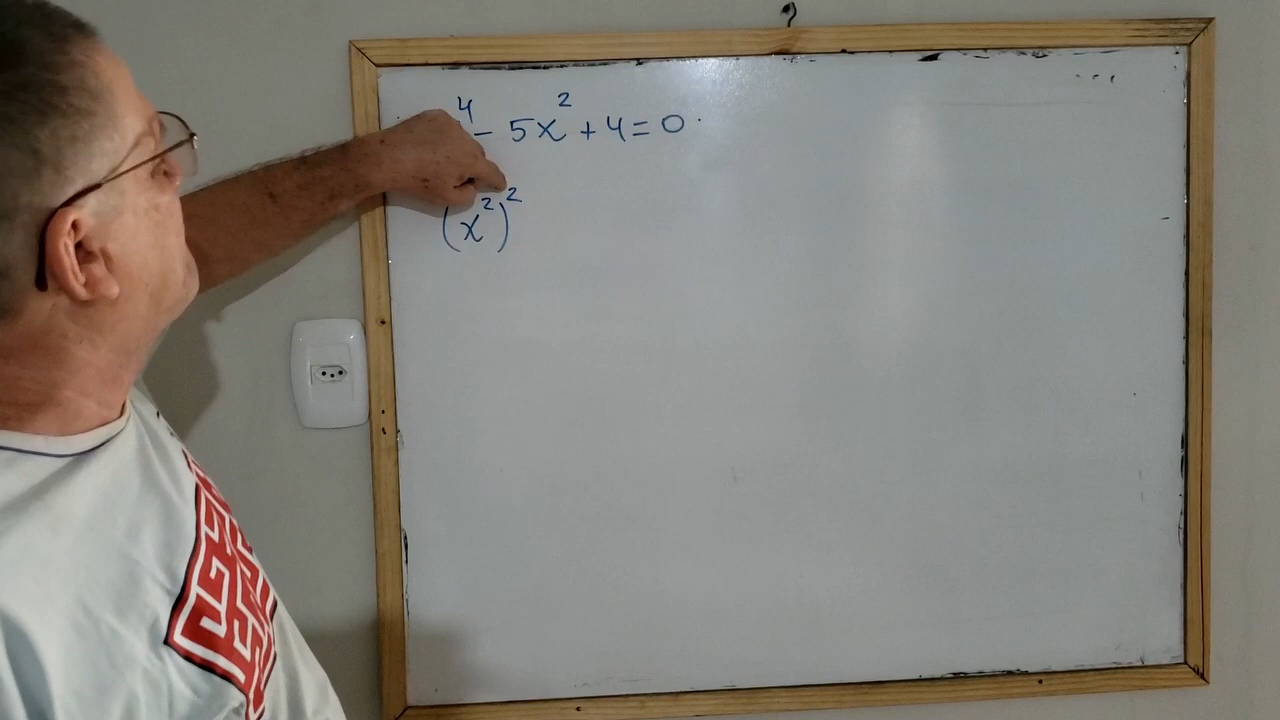 ⁴ - 5x² + 4 = 0
(x²)²